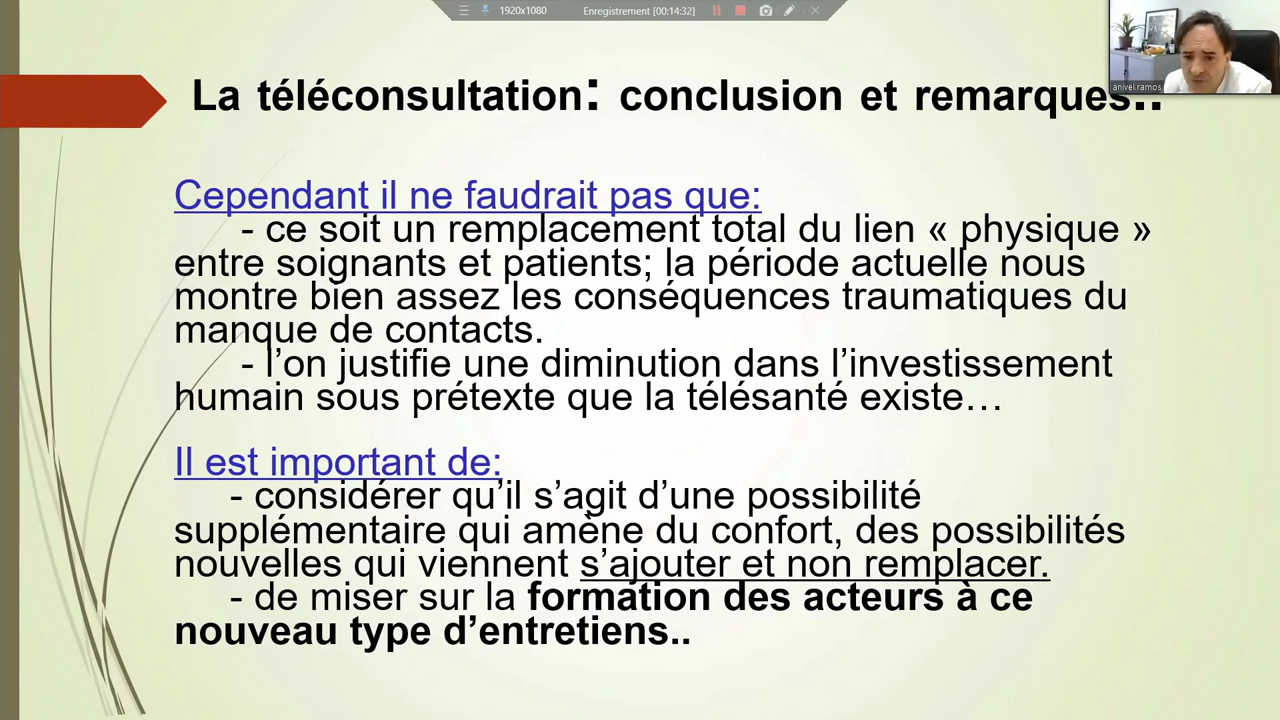 1920x1080 Enregistrement [00:14:32]
anivel.ramos
La téléconsultation: conclusion et remarques..
Cependant il ne faudrait pas que:
- ce soit un remplacement total du lien « physique »
entre soignants et patients; la période actuelle nous
montre bien assez les conséquences traumatiques du
manque de contacts.
- l’on justifie une diminution dans l’investissement
humain sous prétexte que la télésanté existe…
Il est important de:
- considérer qu’il s’agit d’une possibilité
supplémentaire qui amène du confort, des possibilités
nouvelles qui viennent s’ajouter et non remplacer.
- de miser sur la formation des acteurs à ce
nouveau type d’entretiens..